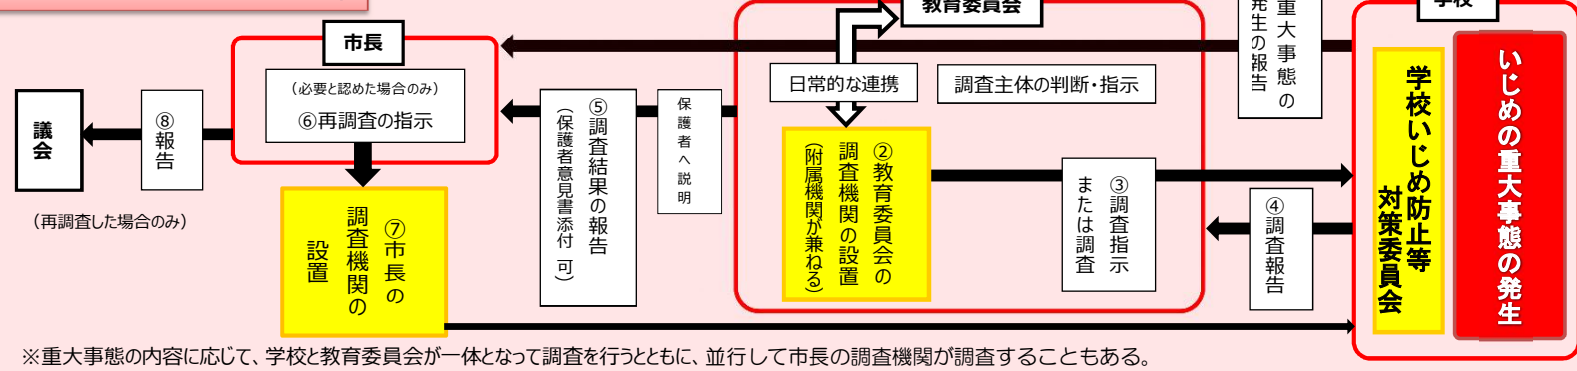 教育委員会
学校
市長
重大事態の
発生の報告
いじめの重大事態の発生
学校いじめ防止等
対策委員会
日常的な連携
調査主体の判断・指示
②教育委員会の
調査機関の設置
(附属機関が兼ねる)
③調査指示
または調査
④調査報告
保護者へ説明
⑤調査結果の報告
(保護者意見書添付 可)
(必要と認めた場合のみ)
⑥再調査の指示
⑦市長の
調査機関の
設置
⑧報告
議会
(再調査した場合のみ)
※重大事態の内容に応じて、学校と教育委員会が一体となって調査を行うとともに、並行して市長の調査機関が調査することもある。